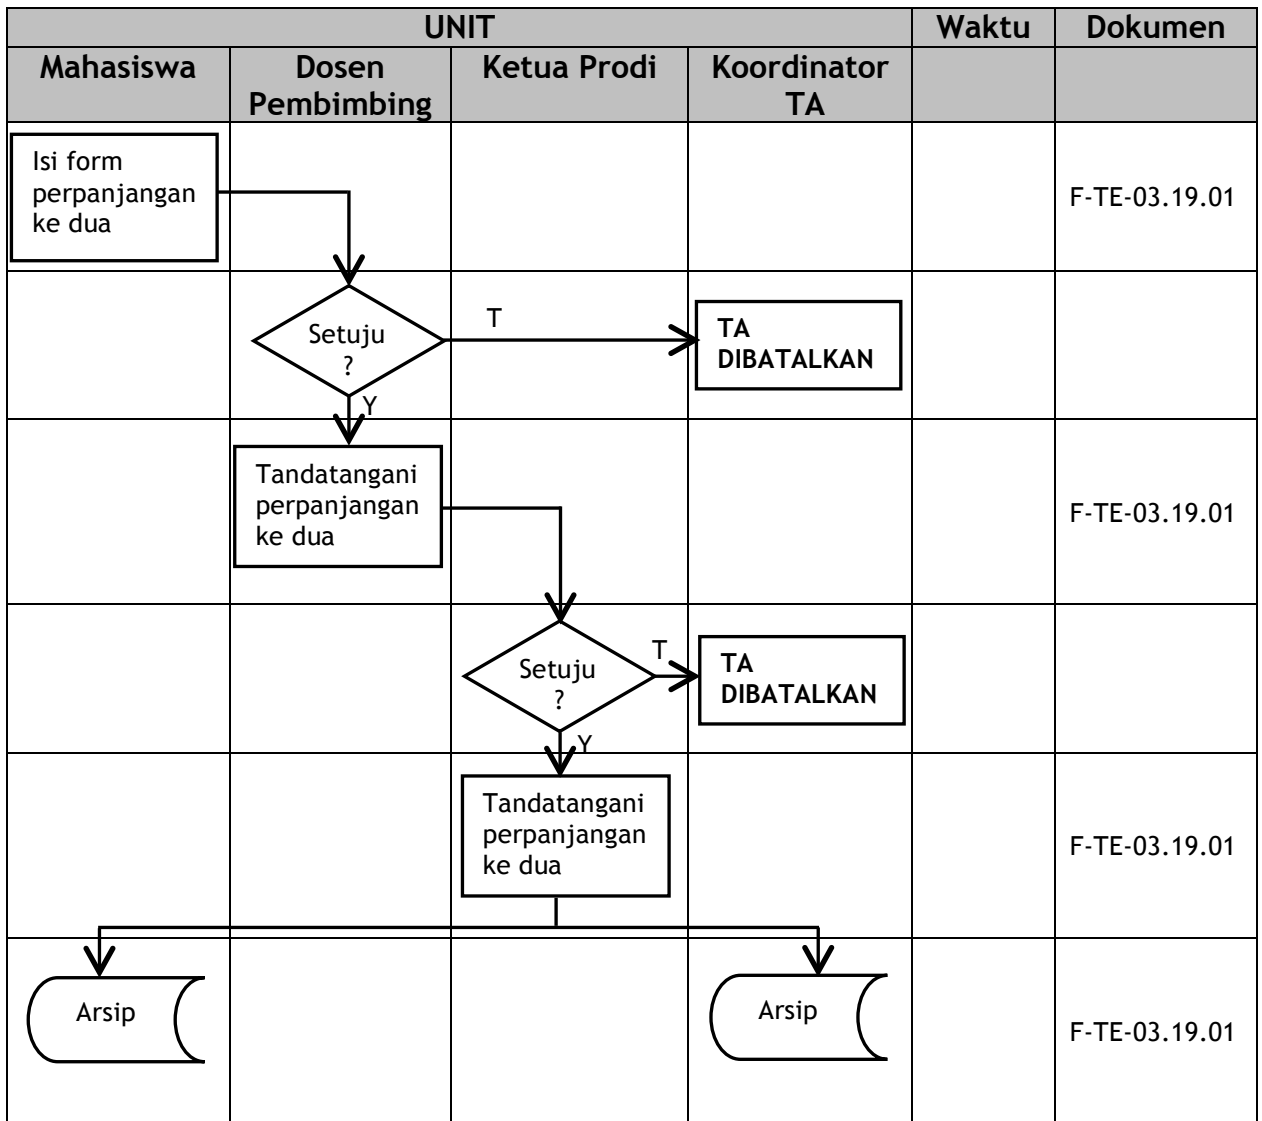 UNIT Waktu Dokumen
Mahasiswa Dosen Ketua Prodi Koordinator
Pembimbing TA
Isi form
perpanjangan
ke dua
F-TE-03.19.01
Setuju
?
T
TA
DIBATALKAN
Y
Tandatangani
perpanjangan
ke dua
F-TE-03.19.01
Setuju
?
T
TA
DIBATALKAN
Y
Tandatangani
perpanjangan
ke dua
F-TE-03.19.01
Arsip
Arsip
F-TE-03.19.01